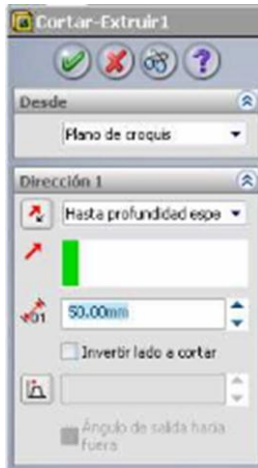 Cortar-Extruir1
Desde
Plano de croquis
Dirección 1
Hasta profundidad espe
D1
50.00mm
Invertir lado a cortar
Ángulo de salida hacia
fuera